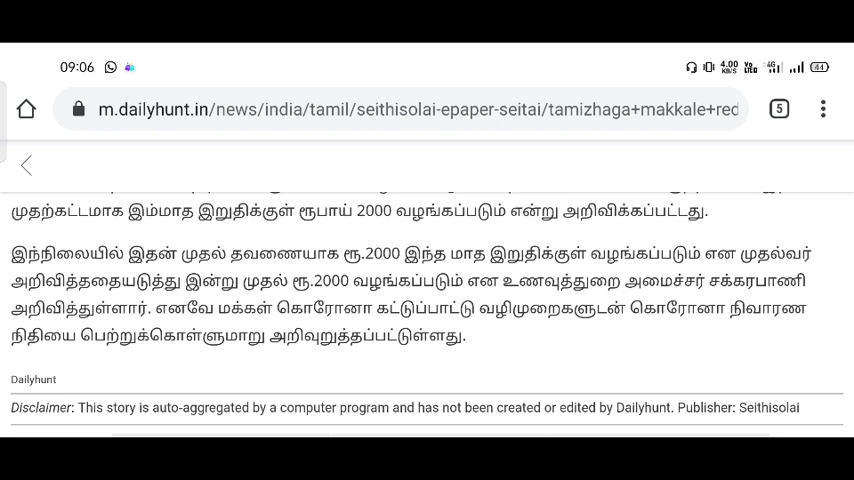 09:06
4.00 KB/S Vo LTE 4G 44
m.dailyhunt.in/news/india/tamil/seithisolai-epaper-seitai/tamizhaga+makkale+red
5
முதற்கட்டமாக இம்மாத இறுதிக்குள் ரூபாய் 2000 வழங்கப்படும் என்று அறிவிக்கப்பட்டது.
இந்நிலையில் இதன் முதல் தவணையாக ரூ.2000 இந்த மாத இறுதிக்குள் வழங்கப்படும் என முதல்வர்
அறிவித்ததையடுத்து இன்று முதல் ரூ.2000 வழங்கப்படும் என உணவுத்துறை அமைச்சர் சக்கரபாணி
அறிவித்துள்ளார். எனவே மக்கள் கொரோனா கட்டுப்பாட்டு வழிமுறைகளுடன் கொரோனா நிவாரண
நிதியை பெற்றுக்கொள்ளுமாறு அறிவுறுத்தப்பட்டுள்ளது.
Dailyhunt
Disclaimer: This story is auto-aggregated by a computer program and has not been created or edited by Dailyhunt. Publisher: Seithisolai